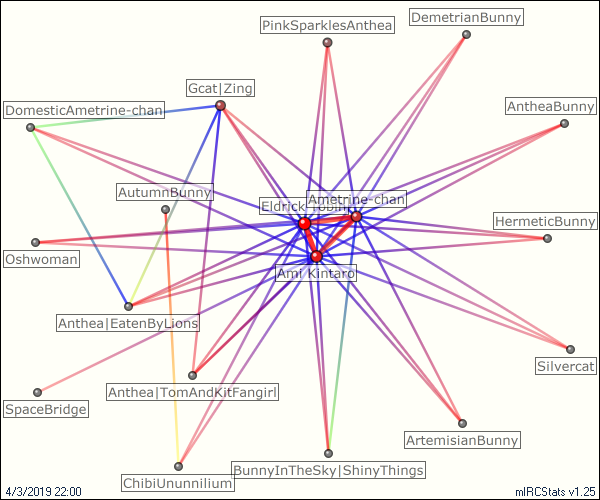 DemetrianBunny
PinkSparklesAnthea
Gcat|Zing
DomesticAmetrine-chan
AntheaBunny
AutumnBunny
Ametrine-chan
Eldrick
HermeticBunny
Oshwoman
Ami Kintaro
Anthea|EatenByLions
Silvercat
Anthea|TomAndKitFangirl
SpaceBridge
ArtemisianBunny
BunnyInTheSky|ShinyThings
ChibiUnunnilium
4/3/2019 22:00
mIRCStats v1.25